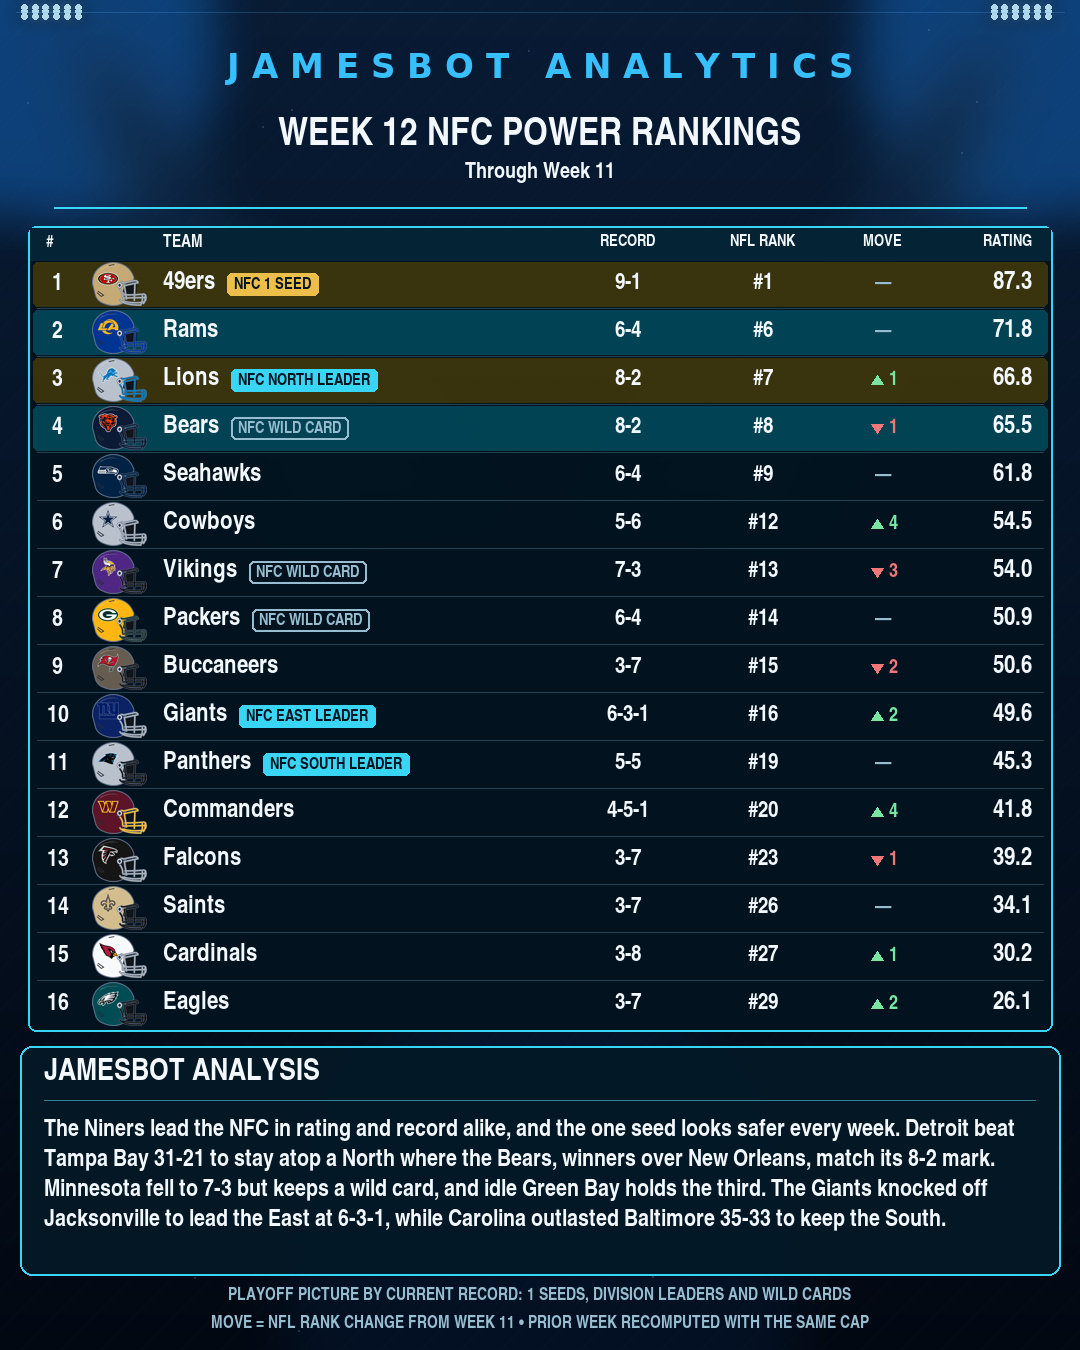 JAMESBOT ANALYTICS
WEEK 12 NFC POWER RANKINGS
Through Week 11
# TEAM RECORD NFL RANK MOVE RATING
1 49ers NFC 1 SEED 9-1 #1 — 87.3
2 Rams 6-4 #6 — 71.8
3 Lions NFC NORTH LEADER 8-2 #7 ▲ 1 66.8
4 Bears NFC WILD CARD 8-2 #8 ▼ 1 65.5
5 Seahawks 6-4 #9 — 61.8
6 Cowboys 5-6 #12 ▲ 4 54.5
7 Vikings NFC WILD CARD 7-3 #13 ▼ 3 54.0
8 Packers NFC WILD CARD 6-4 #14 — 50.9
9 Buccaneers 3-7 #15 ▼ 2 50.6
10 Giants NFC EAST LEADER 6-3-1 #16 ▲ 2 49.6
11 Panthers NFC SOUTH LEADER 5-5 #19 — 45.3
12 Commanders 4-5-1 #20 ▲ 4 41.8
13 Falcons 3-7 #23 ▼ 1 39.2
14 Saints 3-7 #26 — 34.1
15 Cardinals 3-8 #27 ▲ 1 30.2
16 Eagles 3-7 #29 ▲ 2 26.1
JAMESBOT ANALYSIS
The Niners lead the NFC in rating and record alike, and the one seed looks safer every week. Detroit beat
Tampa Bay 31-21 to stay atop a North where the Bears, winners over New Orleans, match its 8-2 mark.
Minnesota fell to 7-3 but keeps a wild card, and idle Green Bay holds the third. The Giants knocked off
Jacksonville to lead the East at 6-3-1, while Carolina outlasted Baltimore 35-33 to keep the South.
PLAYOFF PICTURE BY CURRENT RECORD: 1 SEEDS, DIVISION LEADERS AND WILD CARDS
MOVE = NFL RANK CHANGE FROM WEEK 11 • PRIOR WEEK RECOMPUTED WITH THE SAME CAP